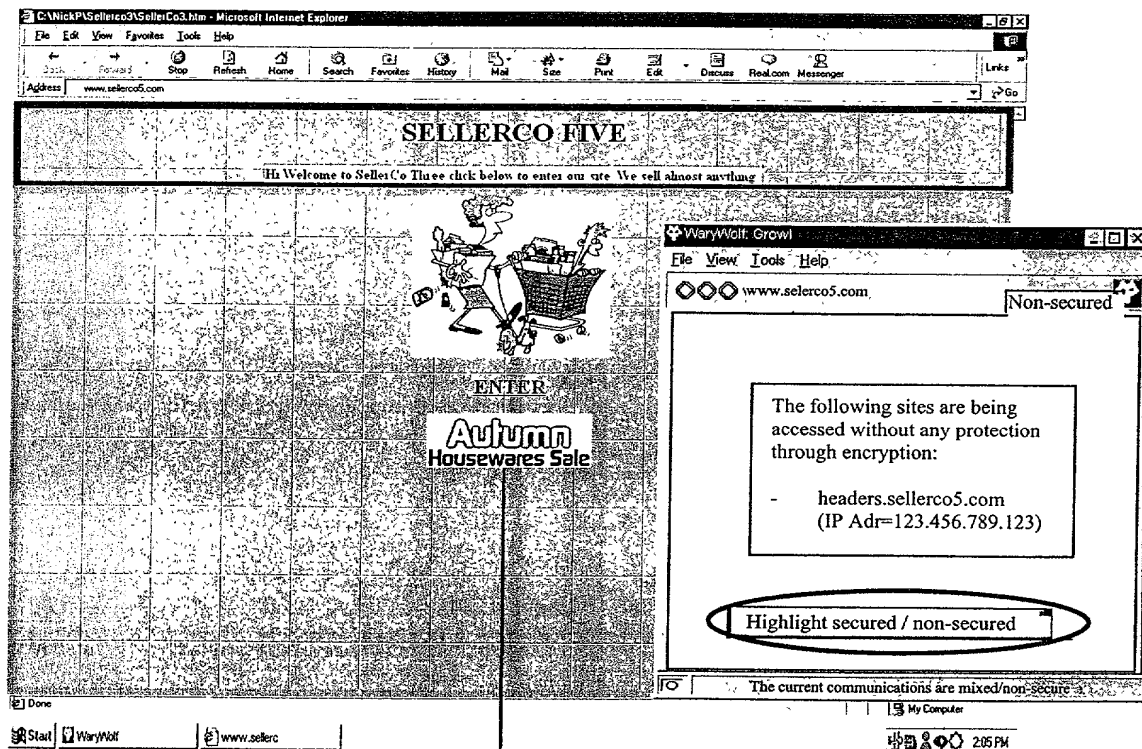 C:\NickP\Sellerco3\SellerCo3.htm - Microsoft Internet Explorer
File Edit View Favorites Tools Help
Back Forward Stop Refresh Home Search Favorites History Mail Size Print Edit Discuss Real.com Messenger Links
Address www.sellerco5.com Go
SELLERCO FIVE
Hi Welcome to SellerCo Three click below to enter our site We sell almost anything
WaryWolf: Growl
File View Tools Help
www.selerco5.com
Non-secured
ENTER
The following sites are being
accessed without any protection
through encryption:
- headers.sellerco5.com
(IP Adr=123.456.789.123)
Autumn
Housewares Sale
Highlight secured / non-secured
The current communications are mixed/non-secure
Done
My Computer
Start WaryWolf www.sellerc 2:05 PM